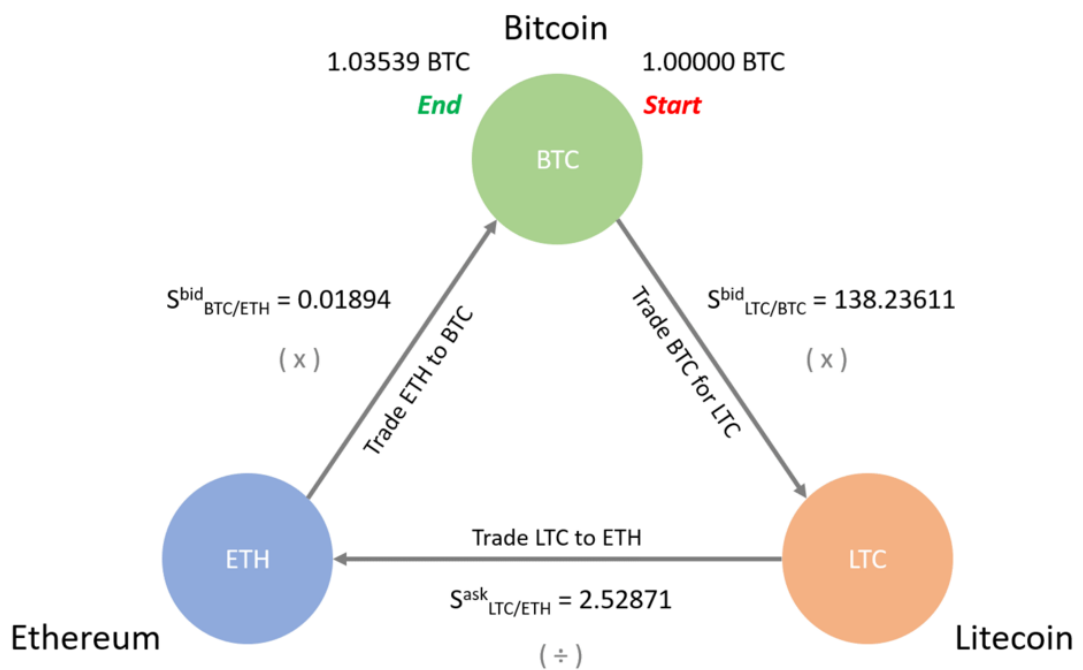 Bitcoin
1.03539 BTC
1.00000 BTC
End
Start
BTC
S^bid_BTC/ETH = 0.01894
( x )
Trade ETH to BTC
Trade BTC for LTC
S^bid_LTC/BTC = 138.23611
( x )
ETH
Trade LTC to ETH
LTC
S^ask_LTC/ETH = 2.52871
( ÷ )
Ethereum
Litecoin